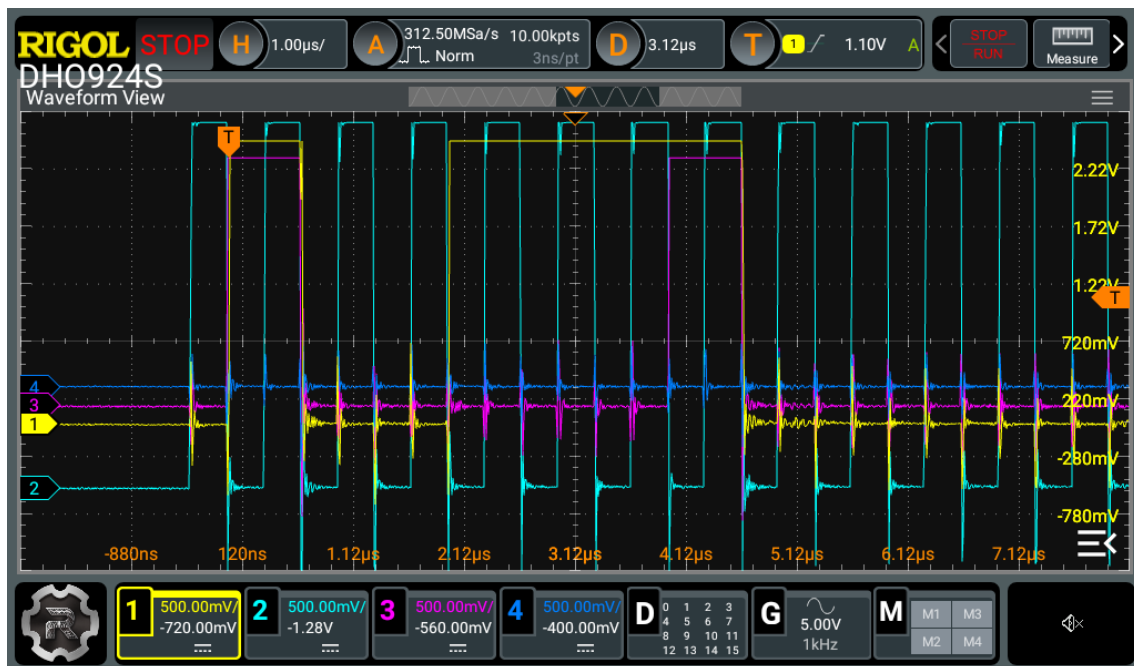 RIGOL STOP H 1.00µs/ A 312.50MSa/s 10.00kpts D 3.12µs T 1 1.10V A STOP RUN Measure
Norm 3ns/pt
DHO924S
Waveform View
T
2.22V
1.72V
1.22V
T
720mV
4
3
220mV
1
-280mV
2
-780mV
-880ns 120ns 1.12µs 2.12µs 3.12µs 4.12µs 5.12µs 6.12µs 7.12µs
1 500.00mV/ 2 500.00mV/ 3 500.00mV/ 4 500.00mV/ D 0 1 2 3 G M M1 M3
-720.00mV -1.28V -560.00mV -400.00mV 4 5 6 7 5.00V
8 9 10 11 1kHz M2 M4
12 13 14 15